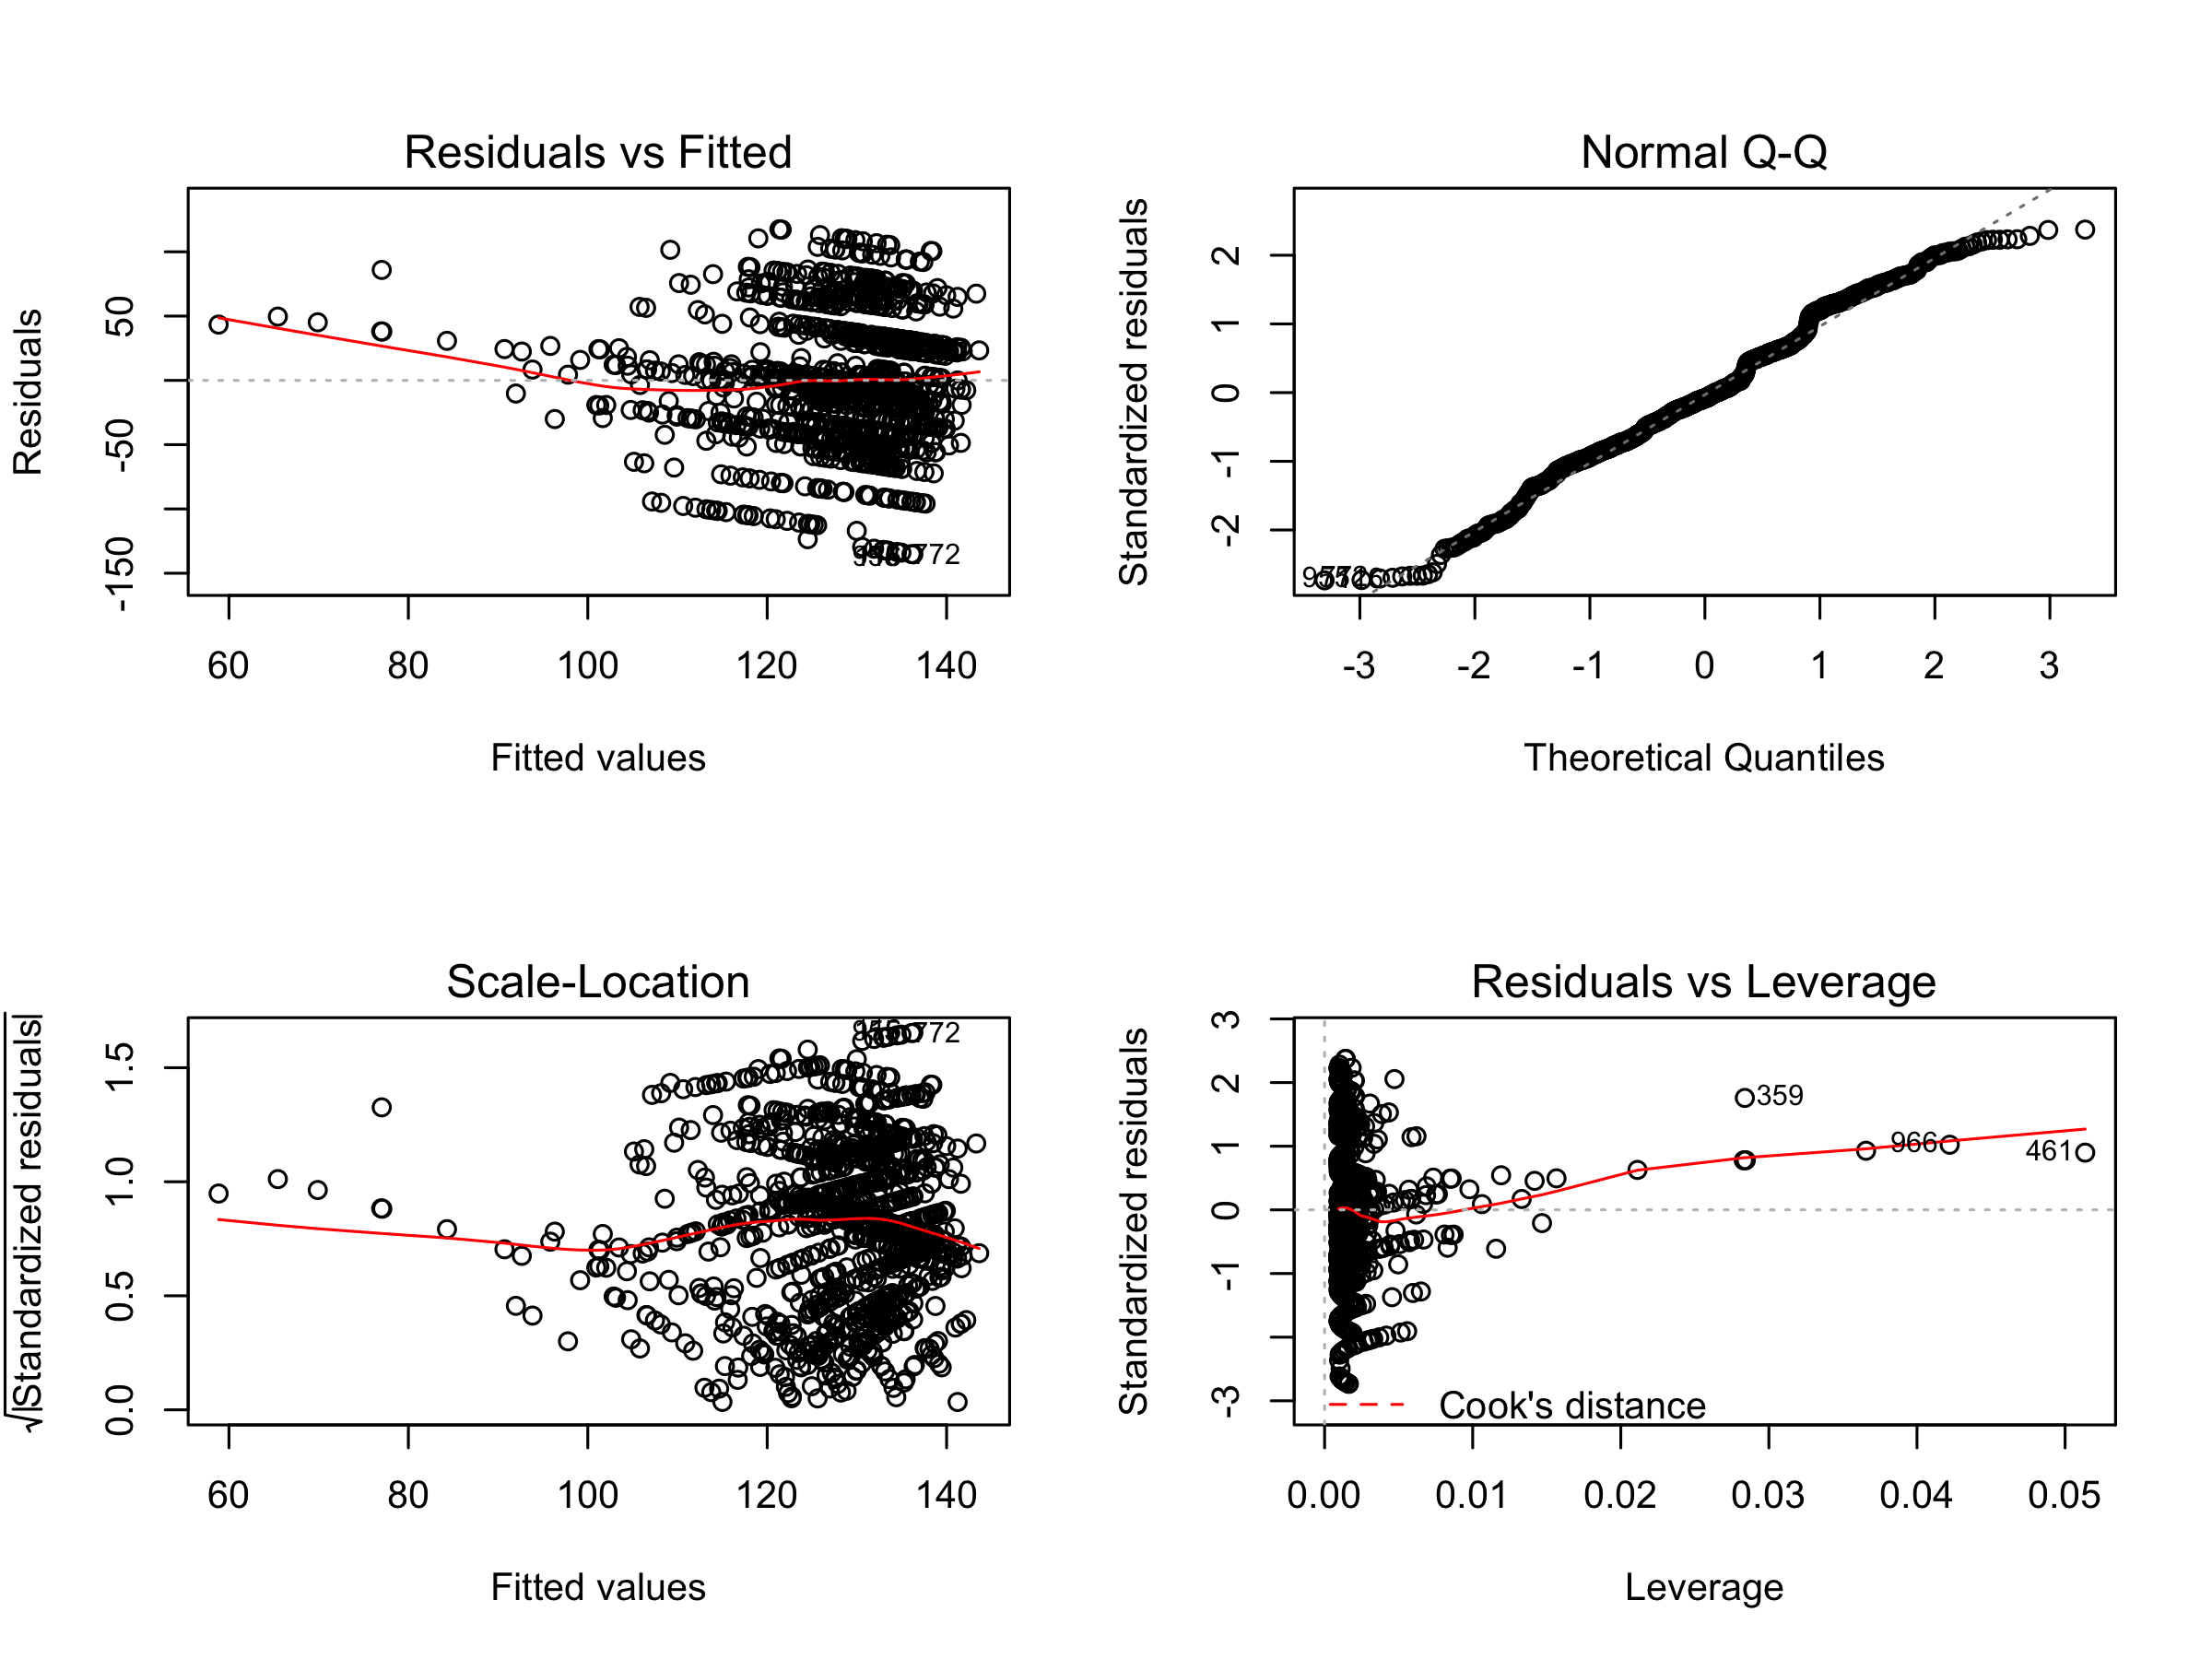 Residuals vs Fitted
Residuals
50
-50
-150
772
60 80 100 120 140
Fitted values
Normal Q-Q
Standardized residuals
2
1
0
-1
-2
-3 -2 -1 0 1 2 3
Theoretical Quantiles
Scale-Location
√|Standardized residuals|
1.5
1.0
0.5
0.0
772
60 80 100 120 140
Fitted values
Residuals vs Leverage
Standardized residuals
3
2
1
0
-1
-3
359
966
461
Cook's distance
0.00 0.01 0.02 0.03 0.04 0.05
Leverage